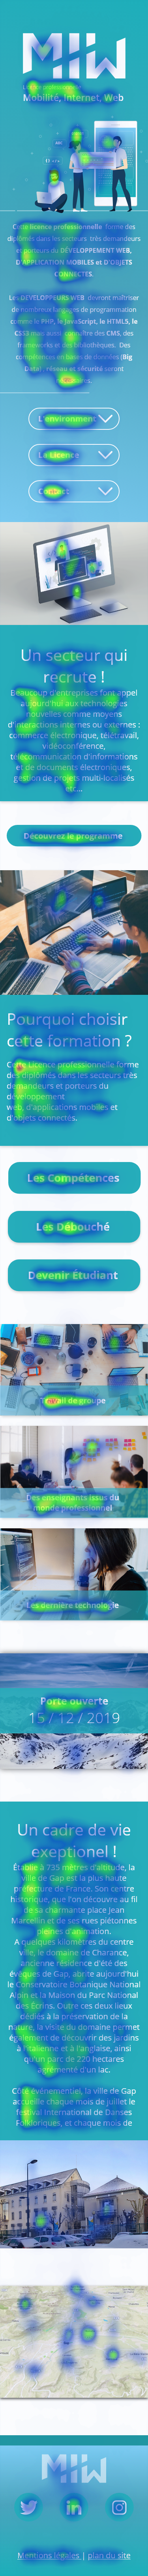 MIW
Mobilité, Internet, Web
Cette licence professionnelle forme des
diplômés dans les secteurs très demandeurs
et porteurs du DÉVELOPPEMENT WEB,
D'APPLICATION MOBILES et D'OBJETS
CONNECTÉS.
Les DÉVELOPPEURS WEB devront maîtriser
de nombreux langages de programmation
comme le PHP, le JavaScript, le HTML5, le
CSS3 mais aussi connaître des CMS, des
frameworks et des bibliothèques. Des
compétences en bases de données (Big
Data), réseau et sécurité seront
L'environnement
La Licence
Contact
Un secteur qui
recrute !
Beaucoup d'entreprises font appel
aujourd'hui aux technologies
nouvelles comme moyens
d'interactions internes ou externes :
commerce électronique, télétravail,
vidéoconférence,
télécommunication d'informations
et de documents électroniques,
gestion de projets multi-localisés
etc...
Découvrez le programme
Pourquoi choisir
cette formation ?
Cette Licence professionnelle forme
des diplômés dans les secteurs très
demandeurs et porteurs du
développement
web, d'applications mobiles et
d'objets connectés.
Les Compétences
Les Débouché
Devenir Étudiant
Travail de groupe
Des enseignants issus du
monde professionnel
Les dernière technologie
Porte ouverte
15 / 12 / 2019
Un cadre de vie
exeptionel !
Établie à 735 mètres d'altitude, la
ville de Gap est la plus haute
préfecture de France. Son centre
historique, que l'on découvre au fil
de sa charmante place Jean
Marcellin et de ses rues piétonnes
pleines d'animation.
A quelques kilomètres du centre
ville, le domaine de Charance,
ancienne résidence d'été des
évêques de Gap, abrite aujourd'hui
le Conservatoire Botanique National
Alpin et la Maison du Parc National
des Écrins. Outre ces deux lieux
dédiés à la préservation de la
nature, la visite du domaine permet
également de découvrir des jardins
à l'italienne et à l'anglaise, ainsi
qu'un parc de 220 hectares
agrémenté d'un lac.
Côté événementiel, la ville de Gap
accueille chaque mois de juillet le
festival International de Danses
Folkloriques, et chaque mois de
MIW
Mentions légales | plan du site